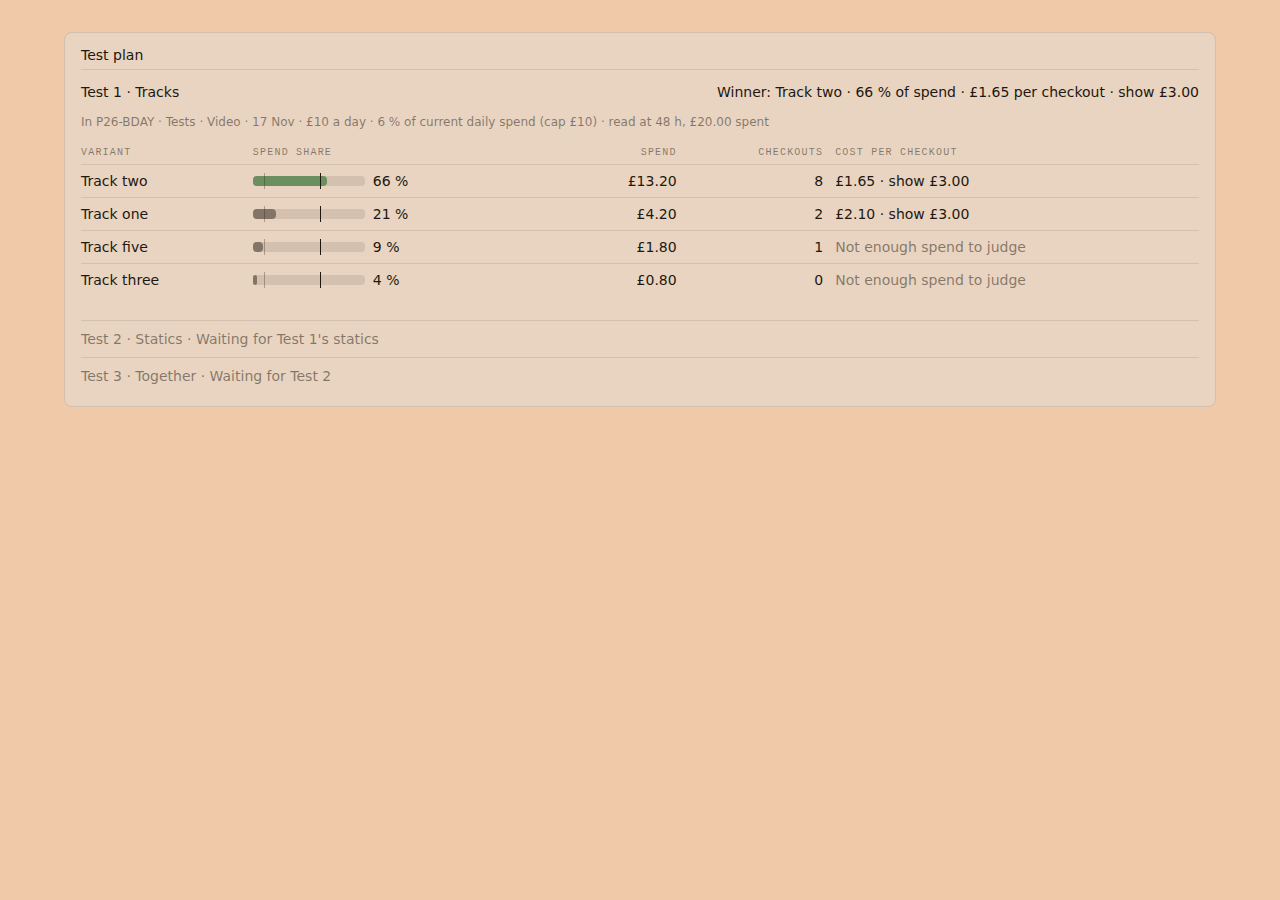 Test plan
Test 1 · Tracks Winner: Track two · 66 % of spend · £1.65 per checkout · show £3.00
In P26-BDAY · Tests · Video · 17 Nov · £10 a day · 6 % of current daily spend (cap £10) · read at 48 h, £20.00 spent
VARIANT SPEND SHARE SPEND CHECKOUTS COST PER CHECKOUT
Track two 66 % £13.20 8 £1.65 · show £3.00
Track one 21 % £4.20 2 £2.10 · show £3.00
Track five 9 % £1.80 1 Not enough spend to judge
Track three 4 % £0.80 0 Not enough spend to judge
Test 2 · Statics · Waiting for Test 1's statics
Test 3 · Together · Waiting for Test 2